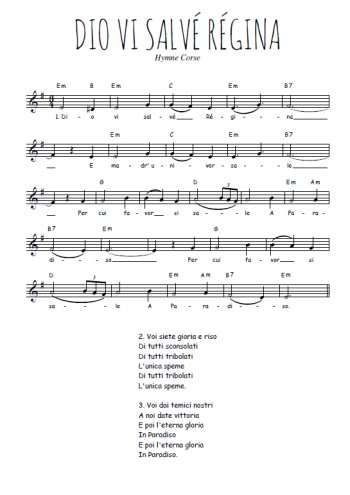 DIO VI SALVÉ RÉGINA
Hymne Corse
Em B Em C Em B7
1. Di - o vi sal - vé Ré - gi - na
Em C Em B7
E ma - dr'u - ni - ver - sa - le
G D Em Am
Per cui fa - vor si sa - le A Pa - ra -
B7 Em G
di - so. Per cui fa - vor si
D Em Am B7 Em
sa - le A Pa - ra - di - so.
2. Voi siete gioria e riso
Di tutti sconsolati
Di tutti tribolati
L'unica speme.
Di tutti tribolati
L'unica speme.
3. Voi dai temici nostri
A noi date vittoria
E poi l'eterna gloria
In Paradiso
E poi l'eterna gloria
In Paradiso.